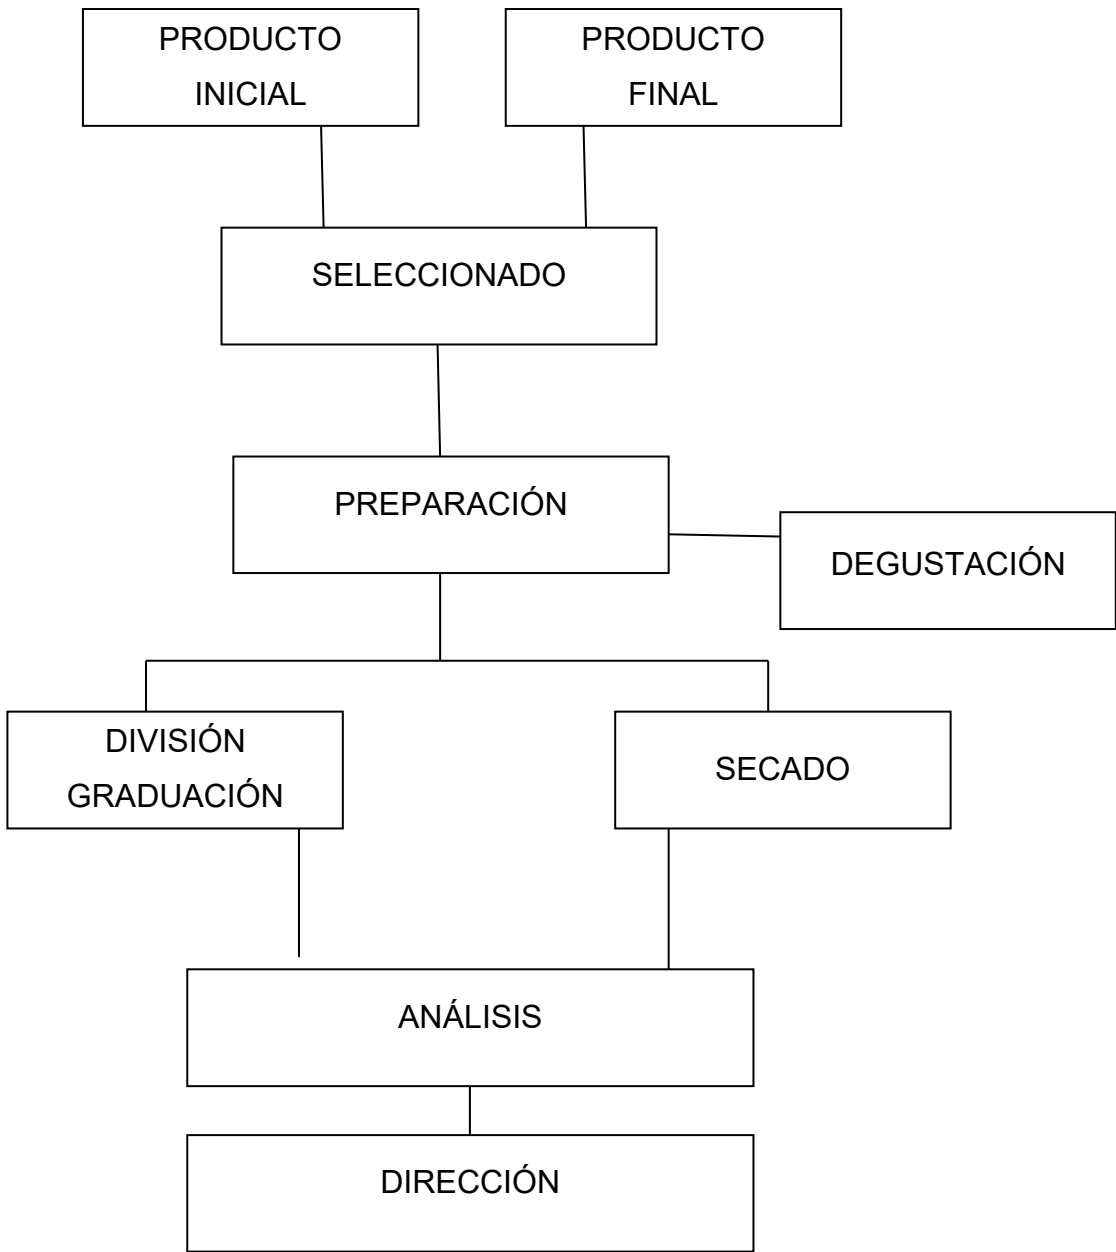 PRODUCTO
INICIAL
PRODUCTO
FINAL
SELECCIONADO
PREPARACIÓN
DEGUSTACIÓN
DIVISIÓN
GRADUACIÓN
SECADO
ANÁLISIS
DIRECCIÓN